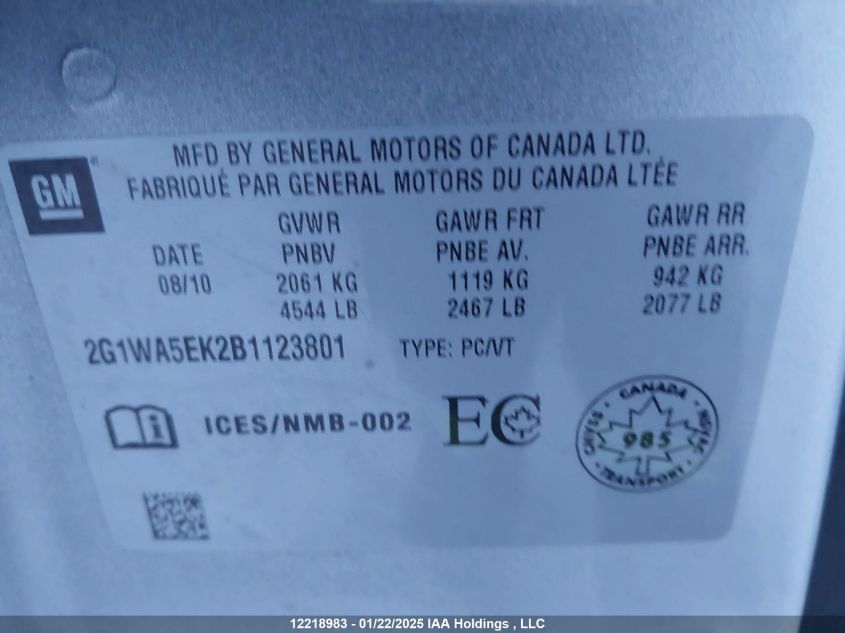 MFD BY GENERAL MOTORS OF CANADA LTD.
FABRIQUÉ PAR GENERAL MOTORS DU CANADA LTÉE
GM ®
GVWR GAWR FRT GAWR RR
DATE PNBV PNBE AV. PNBE ARR.
08/10 2061 KG 1119 KG 942 KG
4544 LB 2467 LB 2077 LB
2G1WA5EK2B1123801 TYPE: PC/VT
i ICES/NMB-002 EC
CANADA
985
TRANSPORT
12218983 - 01/22/2025 IAA Holdings , LLC